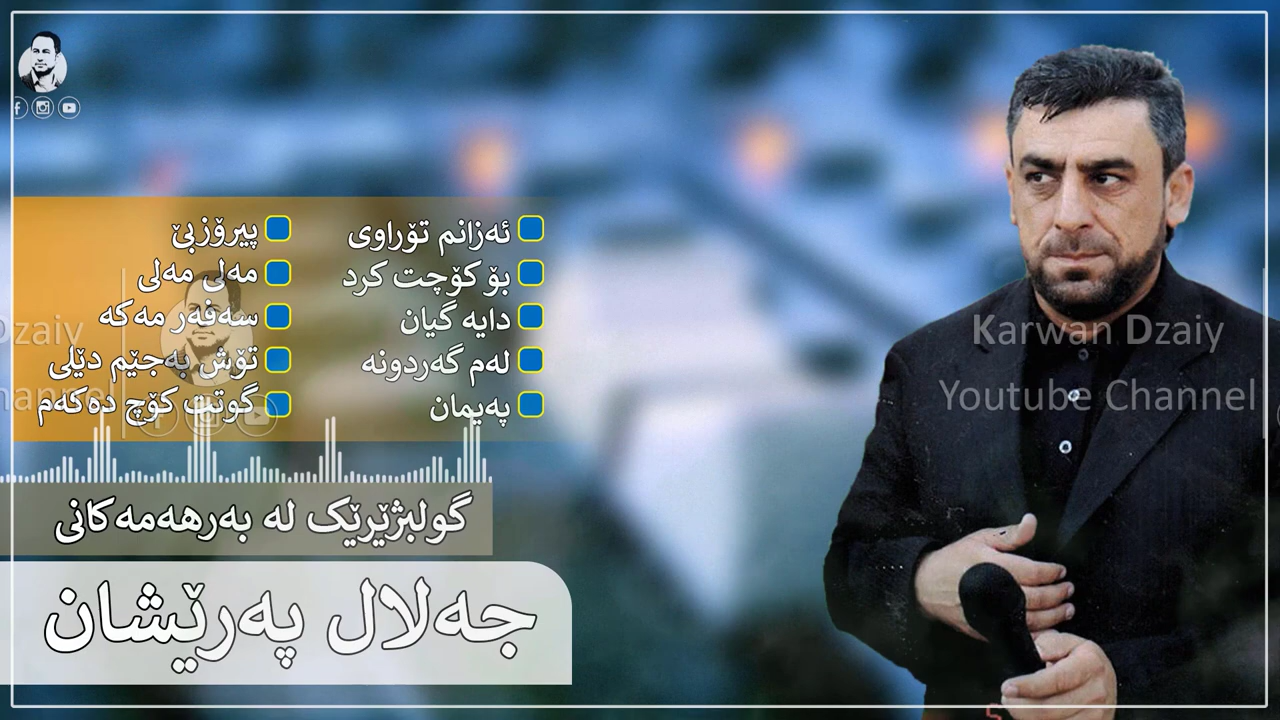 ئەزانم تۆراوی
بۆ کۆچت کرد
دایە گیان
لەم گەردونە
پەیمان
پیرۆزبێ
مەلی مەلی
سەفەر مەکە
تۆش بەجێم دێلی
گوتت کۆچ دەکەم
گولبژێرێک لە بەرهەمەکانی
جەلال پەرێشان
Karwan Dzaiy
Youtube Channel
Dzaiy